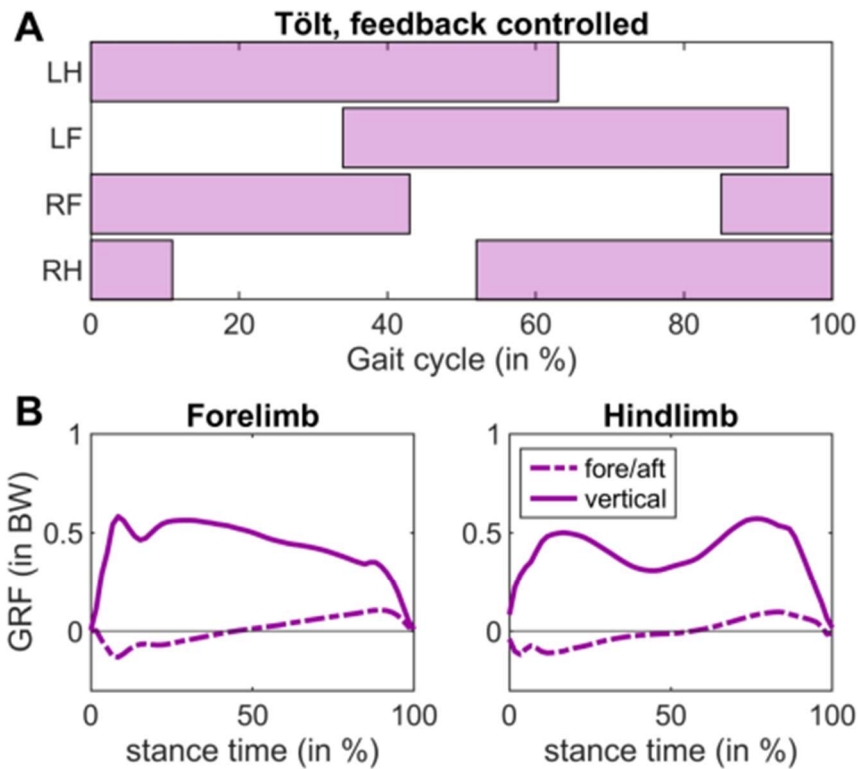 A
Tölt, feedback controlled
LH
LF
RF
RH
0 20 40 60 80 100
Gait cycle (in %)
B
Forelimb Hindlimb
1 1
fore/aft
vertical
0.5 0.5
GRF (in BW)
0 0
0 50 100 0 50 100
stance time (in %) stance time (in %)